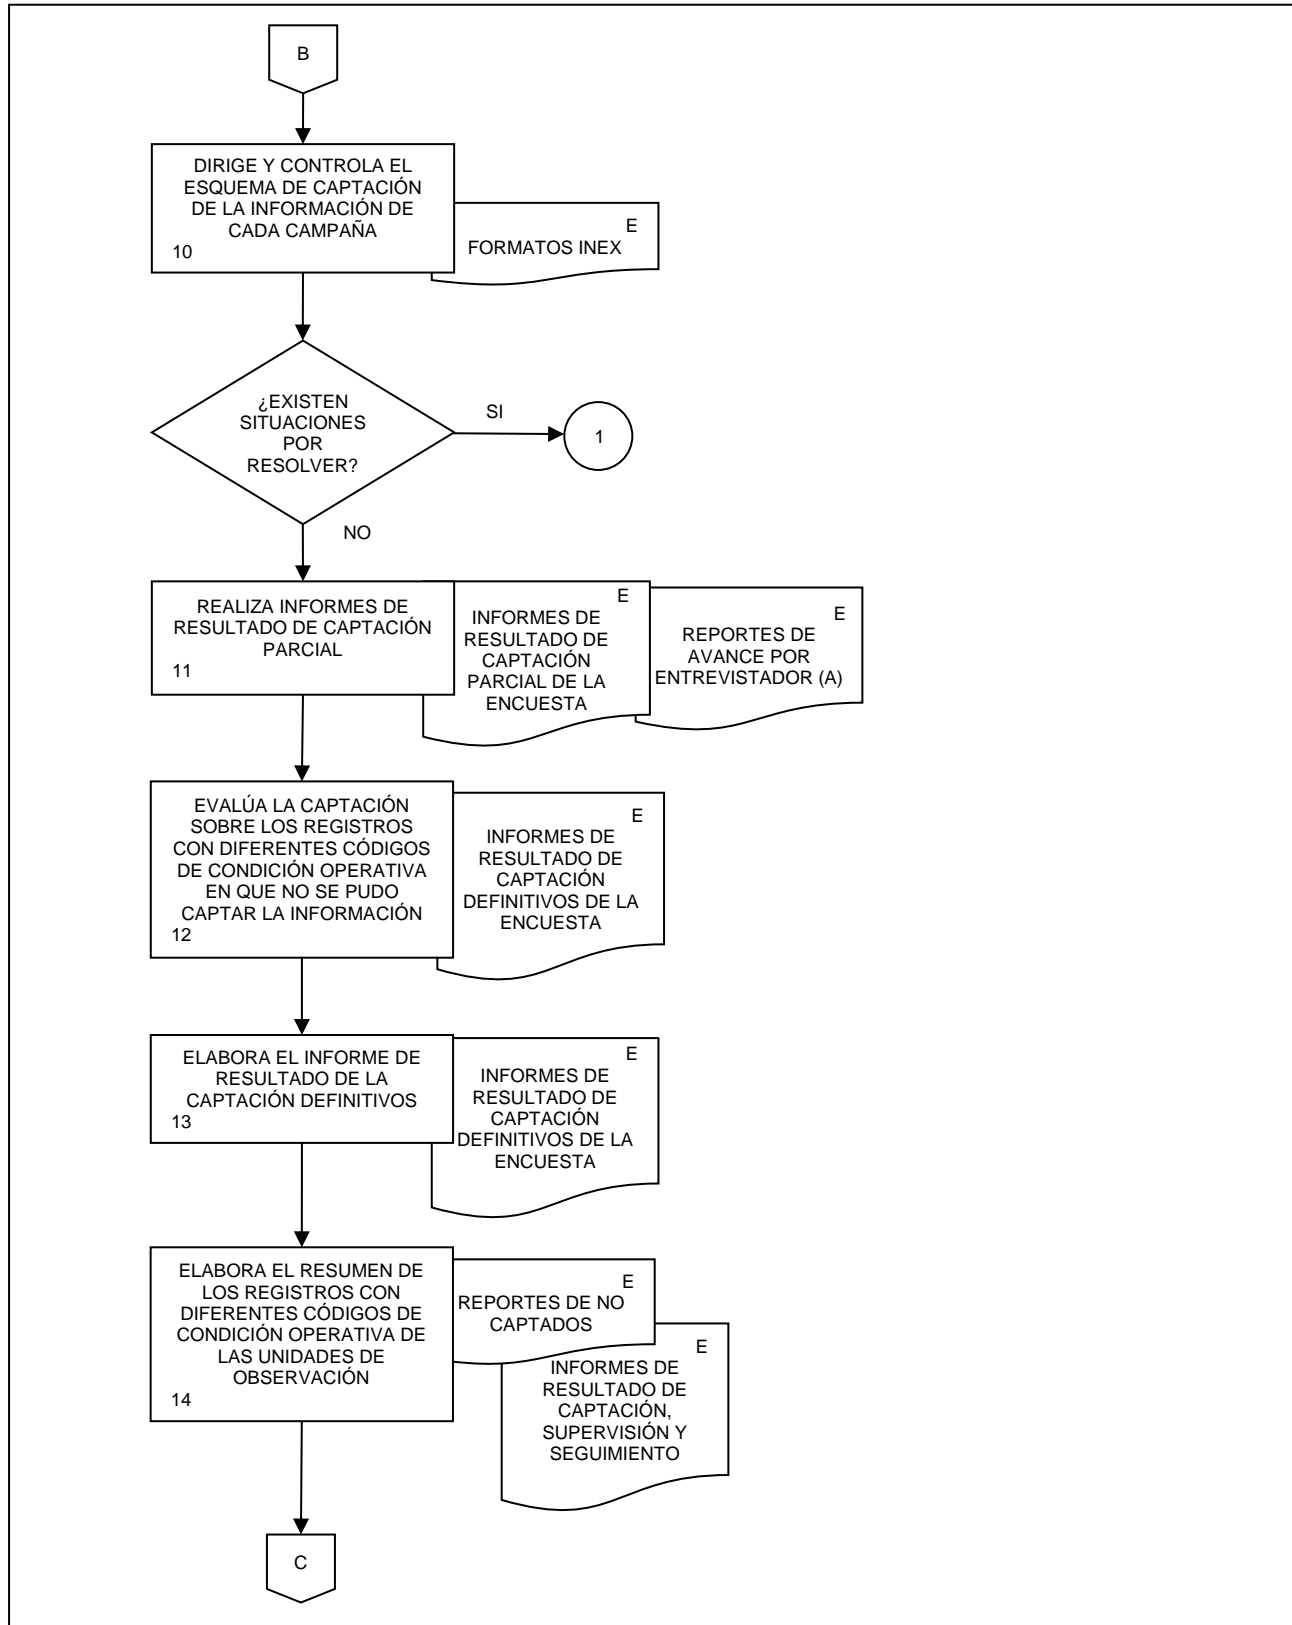 B
DIRIGE Y CONTROLA EL
ESQUEMA DE CAPTACIÓN
DE LA INFORMACIÓN DE
CADA CAMPAÑA
10
E
FORMATOS INEX
¿EXISTEN
SITUACIONES
POR
RESOLVER?
SI
1
NO
REALIZA INFORMES DE
RESULTADO DE CAPTACIÓN
PARCIAL
11
E
INFORMES DE
RESULTADO DE
CAPTACIÓN
PARCIAL DE LA
ENCUESTA
E
REPORTES DE
AVANCE POR
ENTREVISTADOR (A)
EVALÚA LA CAPTACIÓN
SOBRE LOS REGISTROS
CON DIFERENTES CÓDIGOS
DE CONDICIÓN OPERATIVA
EN QUE NO SE PUDO
CAPTAR LA INFORMACIÓN
12
E
INFORMES DE
RESULTADO DE
CAPTACIÓN
DEFINITIVOS DE LA
ENCUESTA
ELABORA EL INFORME DE
RESULTADO DE LA
CAPTACIÓN DEFINITIVOS
13
E
INFORMES DE
RESULTADO DE
CAPTACIÓN
DEFINITIVOS DE LA
ENCUESTA
ELABORA EL RESUMEN DE
LOS REGISTROS CON
DIFERENTES CÓDIGOS DE
CONDICIÓN OPERATIVA DE
LAS UNIDADES DE
OBSERVACIÓN
14
E
REPORTES DE NO
CAPTADOS
E
INFORMES DE
RESULTADO DE
CAPTACIÓN,
SUPERVISIÓN Y
SEGUIMIENTO
C